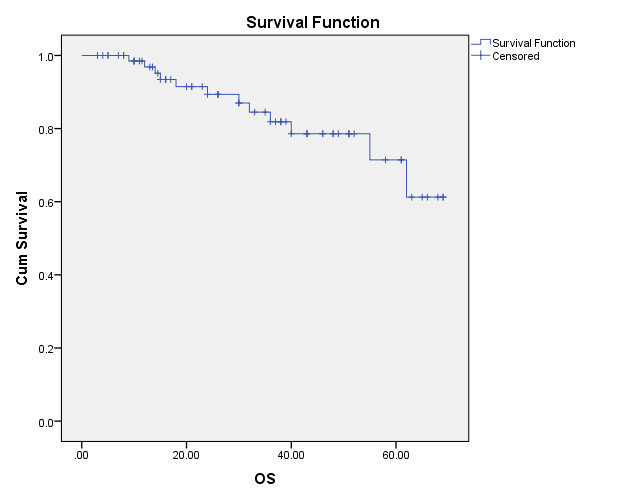 Survival Function
Survival Function
Censored
1.0
0.8
0.6
0.4
0.2
0.0
Cum Survival
.00
20.00
40.00
60.00
OS